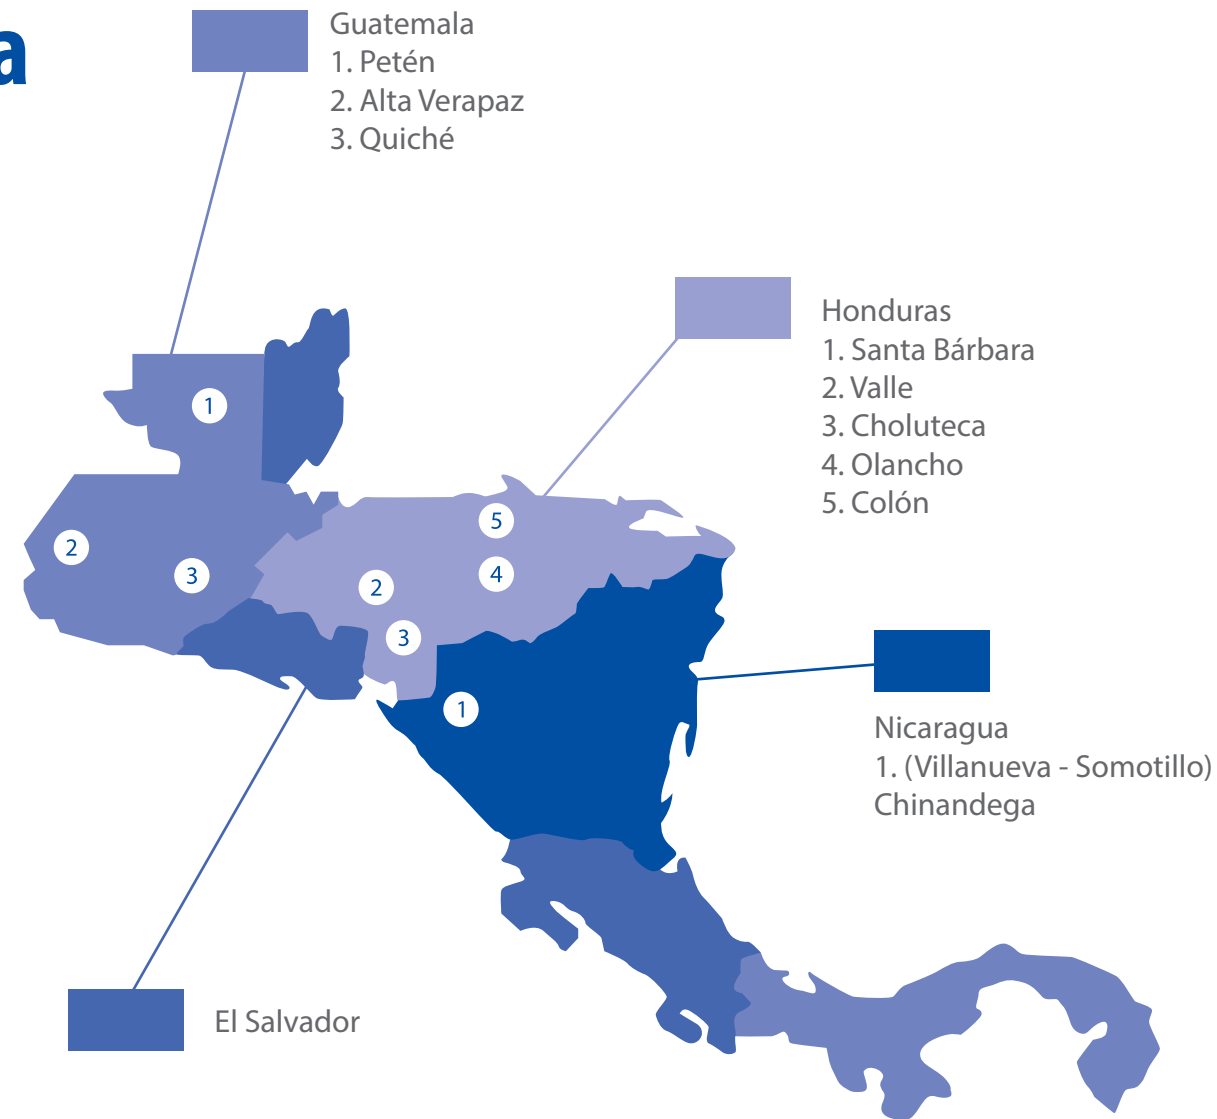 a
Guatemala
1. Petén
2. Alta Verapaz
3. Quiché
Honduras
1. Santa Bárbara
2. Valle
3. Choluteca
4. Olancho
5. Colón
1
5
2
4
3
2
3
1
Nicaragua
1. (Villanueva - Somotillo)
Chinandega
El Salvador